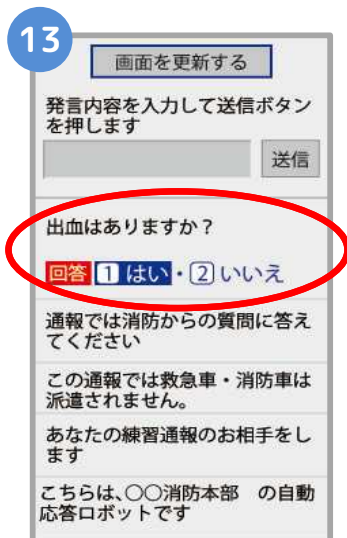 13
画面を更新する
発言内容を入力して送信ボタン
を押します
送信
出血はありますか？
回答 1 はい・2 いいえ
通報では消防からの質問に答え
てください
この通報では救急車・消防車は
派遣されません。
あなたの練習通報のお相手をし
ます
こちらは、○○消防本部　の自動
応答ロボットです